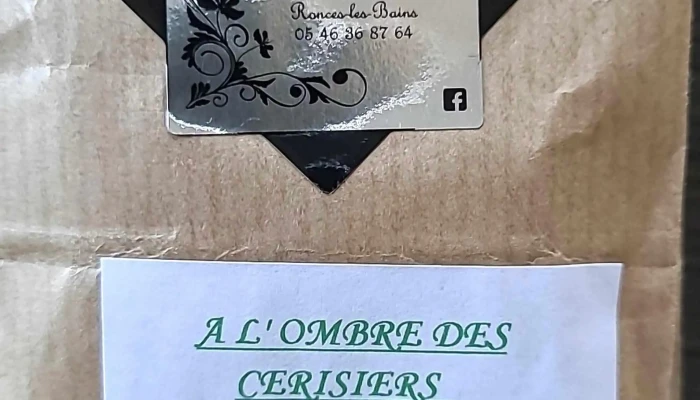 Ronces-les-Bains
05 46 36 87 64
f
A L' OMBRE DES
CERISIERS